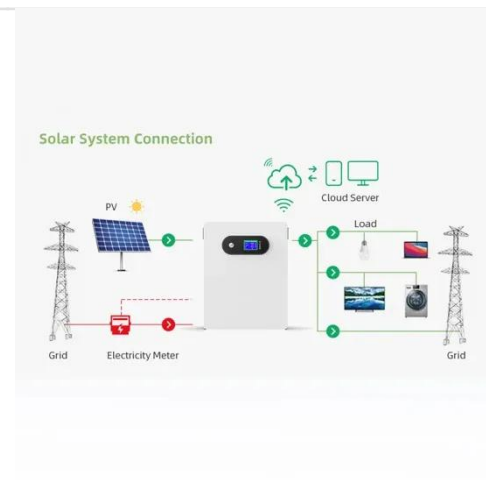 Solar System Connection
Cloud Server
PV
Load
Grid
Electricity Meter
Grid